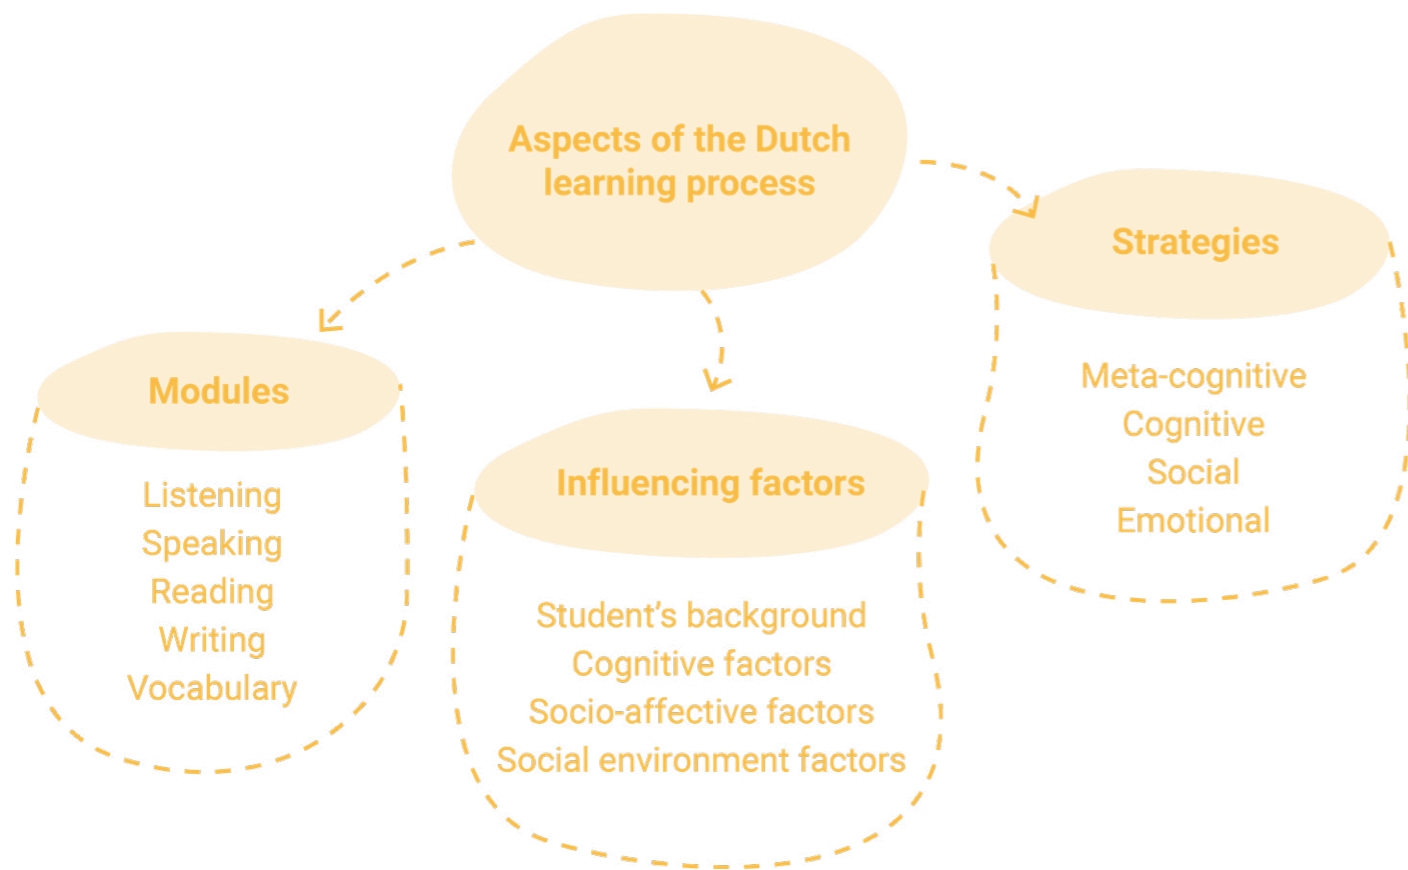 Aspects of the Dutch
learning process
Modules
Listening
Speaking
Reading
Writing
Vocabulary
Influencing factors
Student’s background
Cognitive factors
Socio-affective factors
Social environment factors
Strategies
Meta-cognitive
Cognitive
Social
Emotional